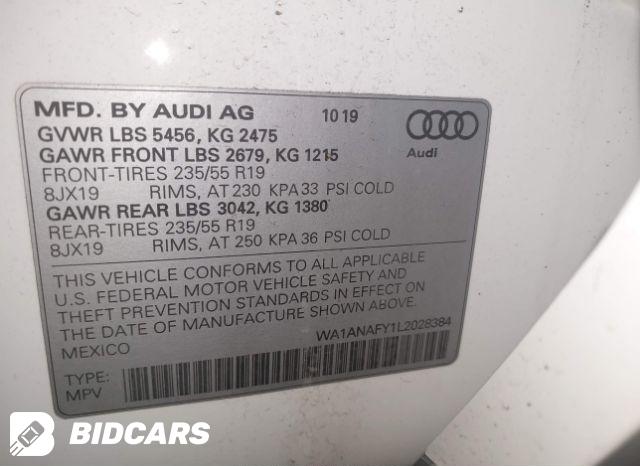 MFD. BY AUDI AG 10 19
GVWR LBS 5456, KG 2475
GAWR FRONT LBS 2679, KG 1215
Audi
FRONT-TIRES 235/55 R19
8JX19 RIMS, AT 230 KPA 33 PSI COLD
GAWR REAR LBS 3042, KG 1380
REAR-TIRES 235/55 R19
8JX19 RIMS, AT 250 KPA 36 PSI COLD
THIS VEHICLE CONFORMS TO ALL APPLICABLE
U.S. FEDERAL MOTOR VEHICLE SAFETY AND
THEFT PREVENTION STANDARDS IN EFFECT ON
THE DATE OF MANUFACTURE SHOWN ABOVE.
MEXICO WA1ANAFY1L2028384
TYPE:
MPV
BIDCARS